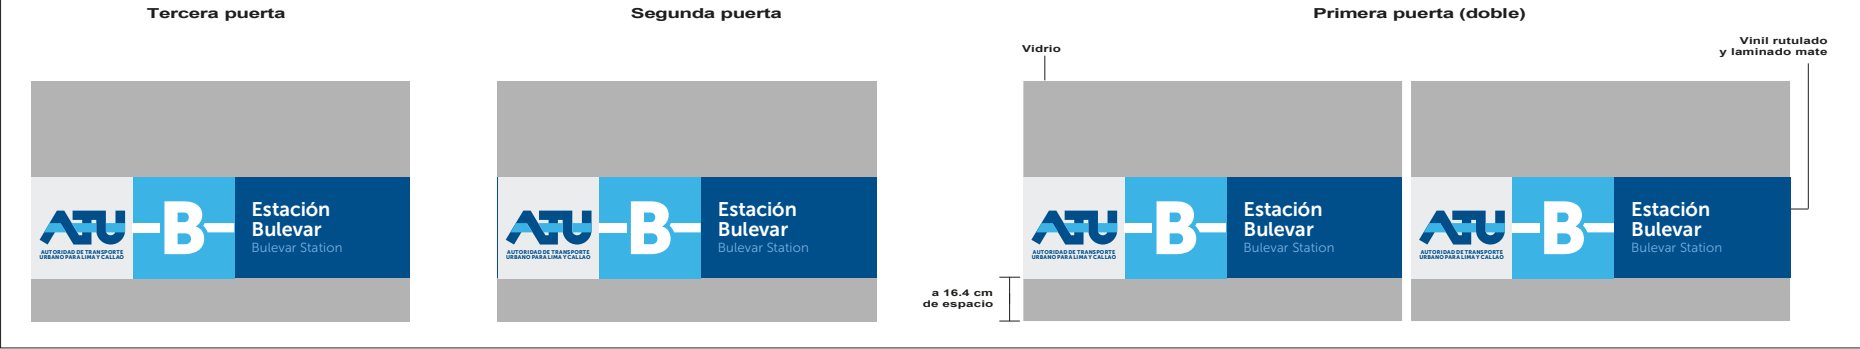 Tercera puerta
Segunda puerta
Primera puerta (doble)
Vidrio
Vinil rutulado
y laminado mate
ATU
AUTORIDAD DE TRANSPORTE
URBANO PARA LIMA Y CALLAO
B
Estación
Bulevar
Bulevar Station
ATU
AUTORIDAD DE TRANSPORTE
URBANO PARA LIMA Y CALLAO
B
Estación
Bulevar
Bulevar Station
ATU
AUTORIDAD DE TRANSPORTE
URBANO PARA LIMA Y CALLAO
B
Estación
Bulevar
Bulevar Station
ATU
AUTORIDAD DE TRANSPORTE
URBANO PARA LIMA Y CALLAO
B
Estación
Bulevar
Bulevar Station
a 16.4 cm
de espacio